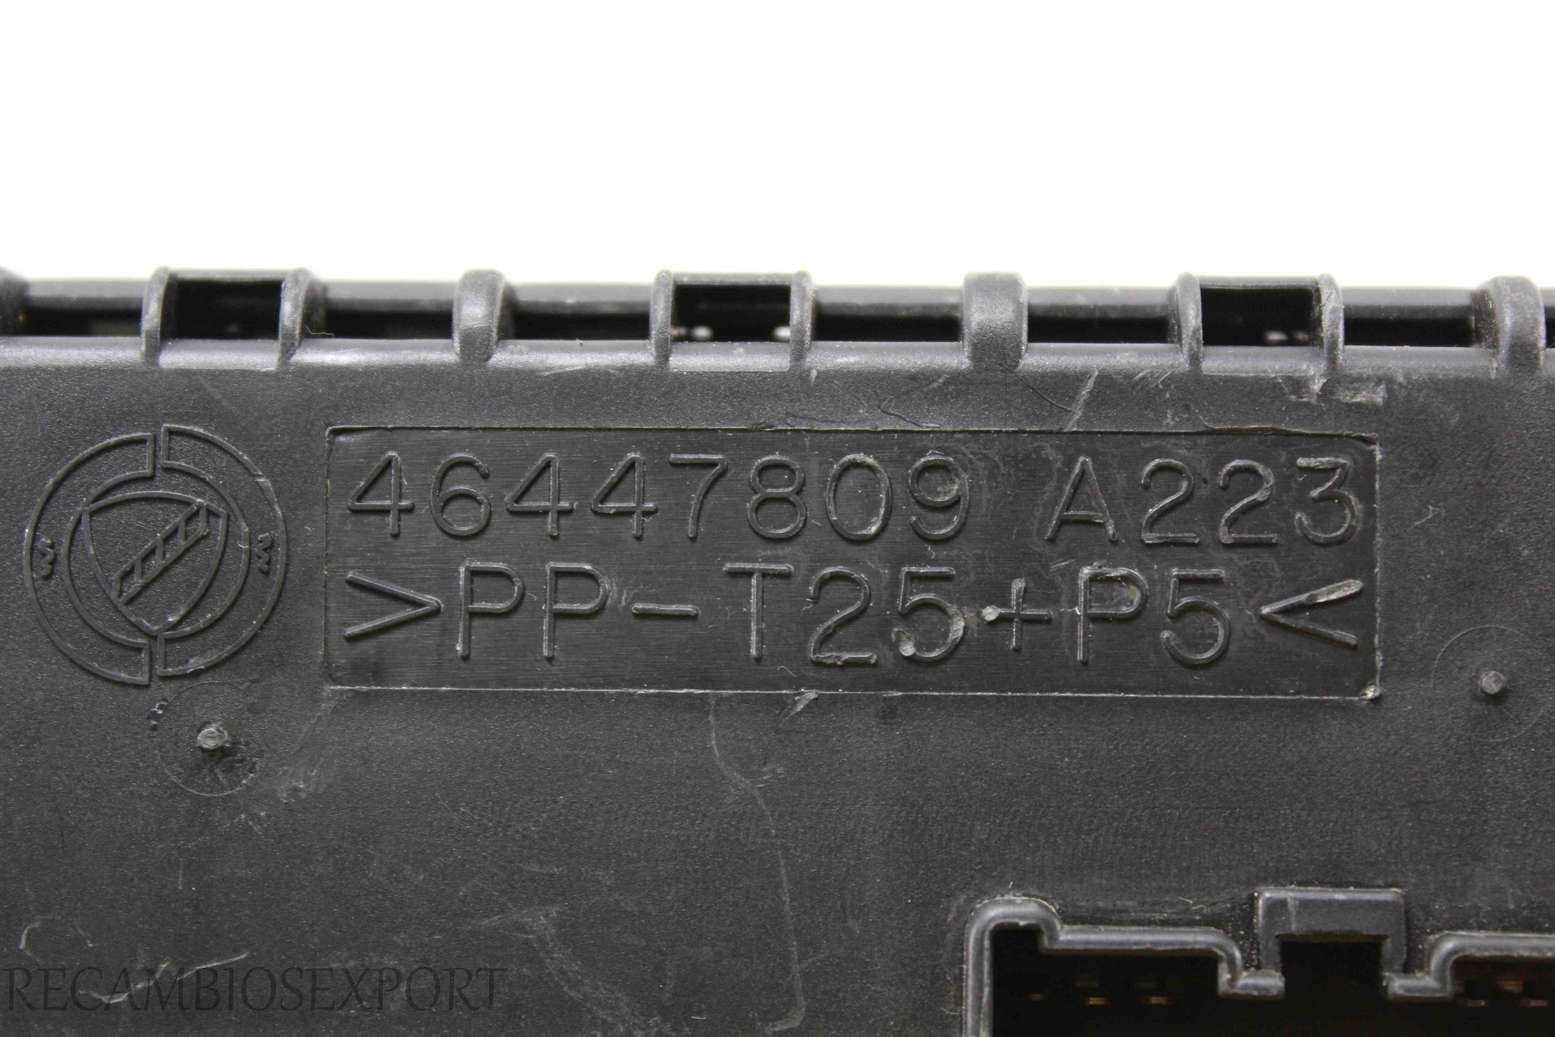 46447809 A223
>PP-T25+P5<
RECAMBIOSEXPORT